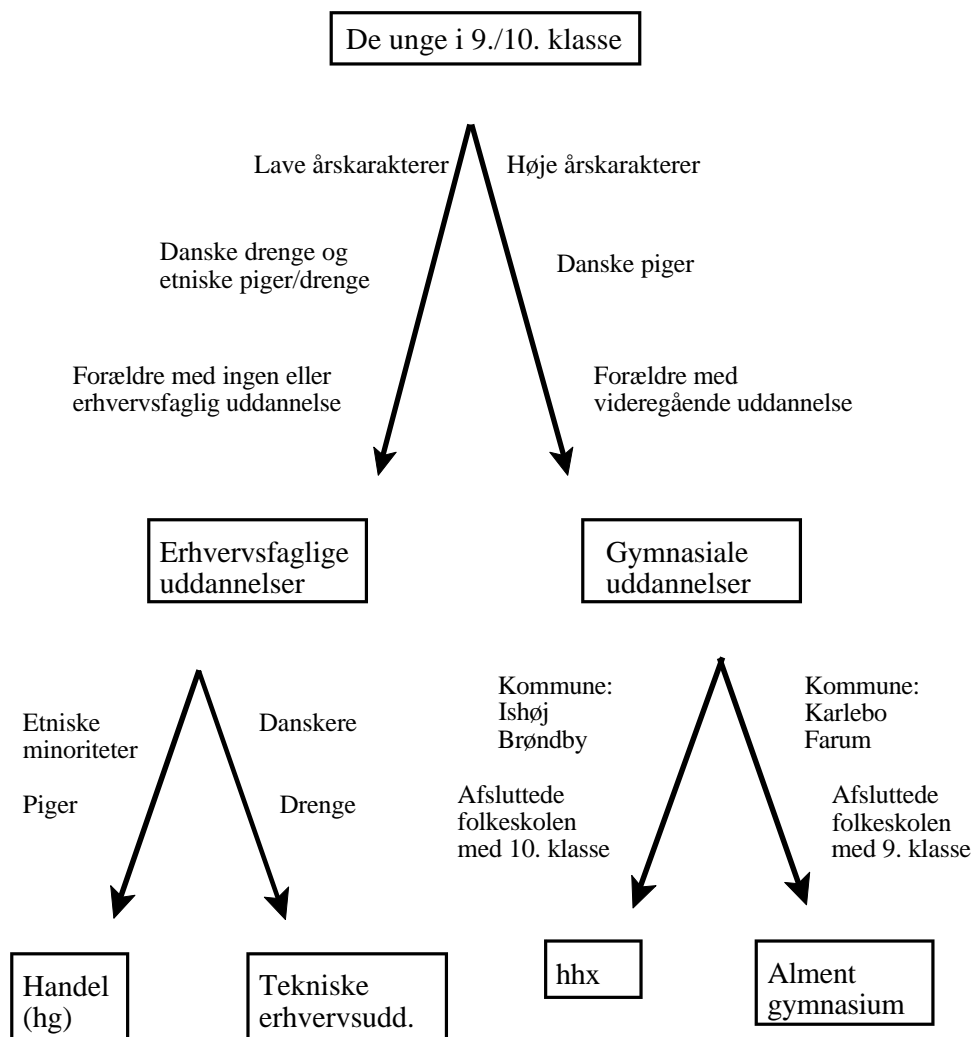 De unge i 9./10. klasse
Lave årskarakterer
Høje årskarakterer
Danske drenge og
etniske piger/drenge
Danske piger
Forældre med ingen eller
erhvervsfaglig uddannelse
Forældre med
videregående uddannelse
Erhvervsfaglige
uddannelser
Gymnasiale
uddannelser
Etniske
minoriteter
Piger
Danskere
Drenge
Kommune:
Ishøj
Brøndby
Afsluttede
folkeskolen
med 10. klasse
Kommune:
Karlebo
Farum
Afsluttede
folkeskolen
med 9. klasse
Handel
(hg)
Tekniske
erhvervsudd.
hhx
Alment
gymnasium